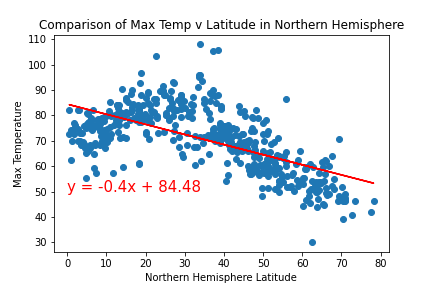 Comparison of Max Temp v Latitude in Northern Hemisphere
110
100
90
80
70
60
50
40
30
Max Temperature
y = -0.4x + 84.48
0 10 20 30 40 50 60 70 80
Northern Hemisphere Latitude